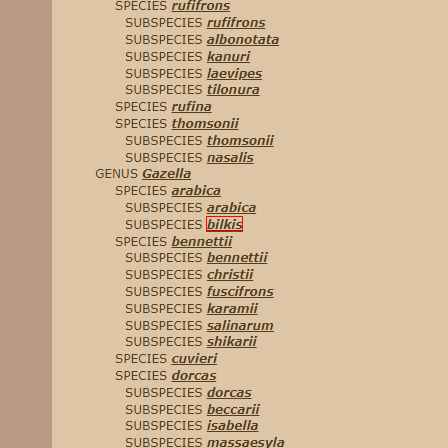 SPECIES rufifrons
SUBSPECIES rufifrons
SUBSPECIES albonotata
SUBSPECIES kanuri
SUBSPECIES laevipes
SUBSPECIES tilonura
SPECIES rufina
SPECIES thomsonii
SUBSPECIES thomsonii
SUBSPECIES nasalis
GENUS Gazella
SPECIES arabica
SUBSPECIES arabica
SUBSPECIES bilkis
SPECIES bennettii
SUBSPECIES bennettii
SUBSPECIES christii
SUBSPECIES fuscifrons
SUBSPECIES karamii
SUBSPECIES salinarum
SUBSPECIES shikarii
SPECIES cuvieri
SPECIES dorcas
SUBSPECIES dorcas
SUBSPECIES beccarii
SUBSPECIES isabella
SUBSPECIES massaesyla